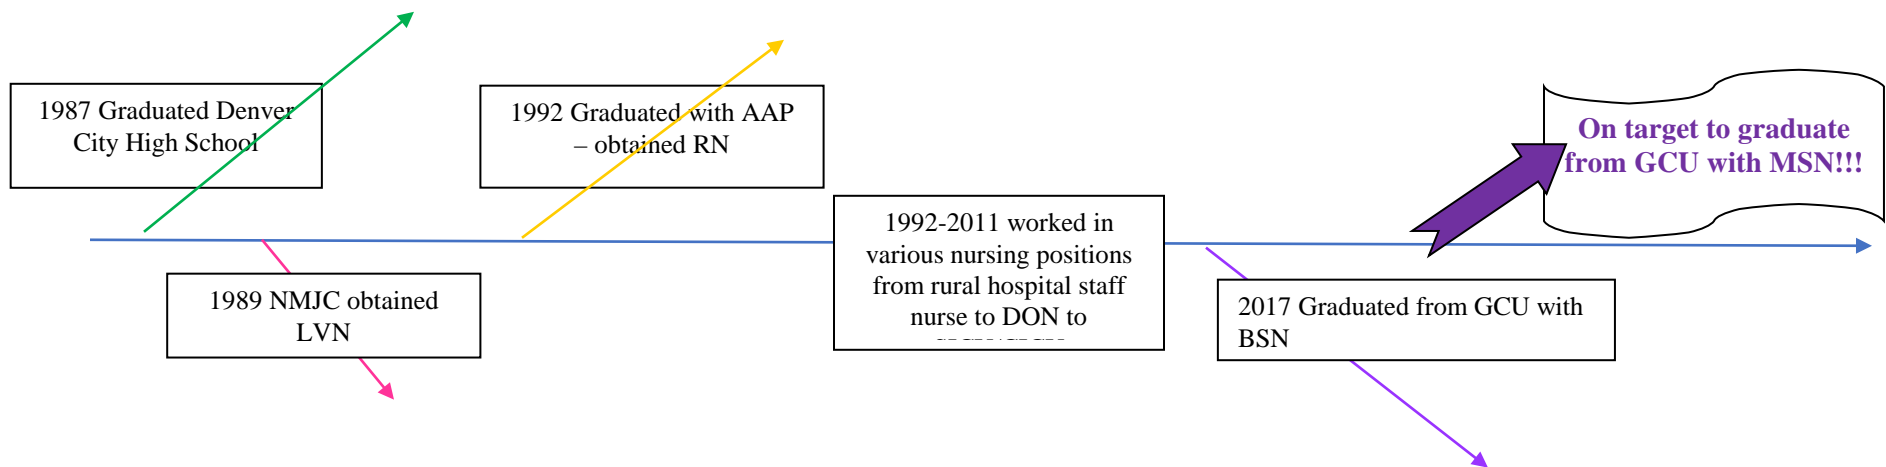 1987 Graduated Denver
City High School
1989 NMJC obtained
LVN
1992 Graduated with AAP
– obtained RN
1992-2011 worked in
various nursing positions
from rural hospital staff
nurse to DON to
2017 Graduated from GCU with
BSN
On target to graduate
from GCU with MSN!!!